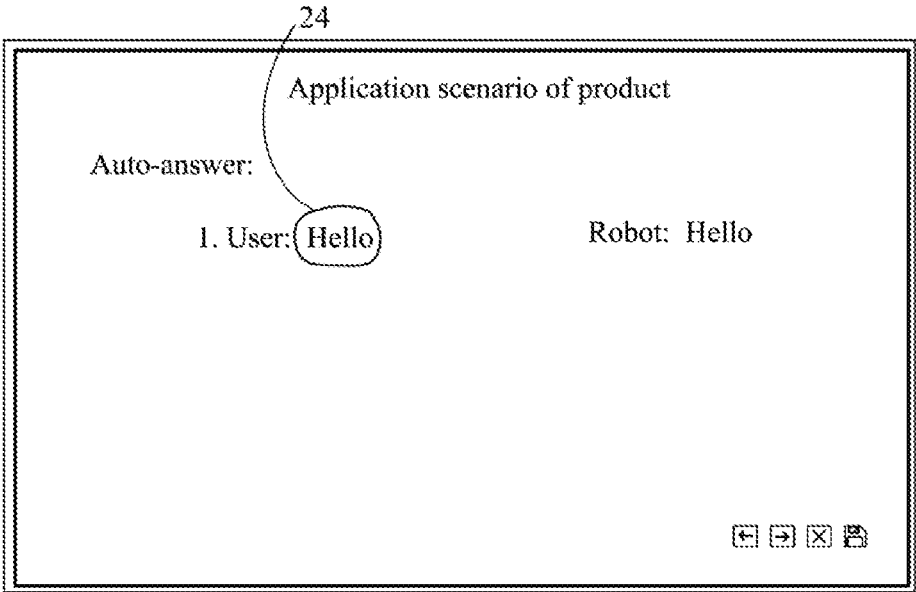 24
Application scenario of product
Auto-answer:
1. User: Hello Robot: Hello